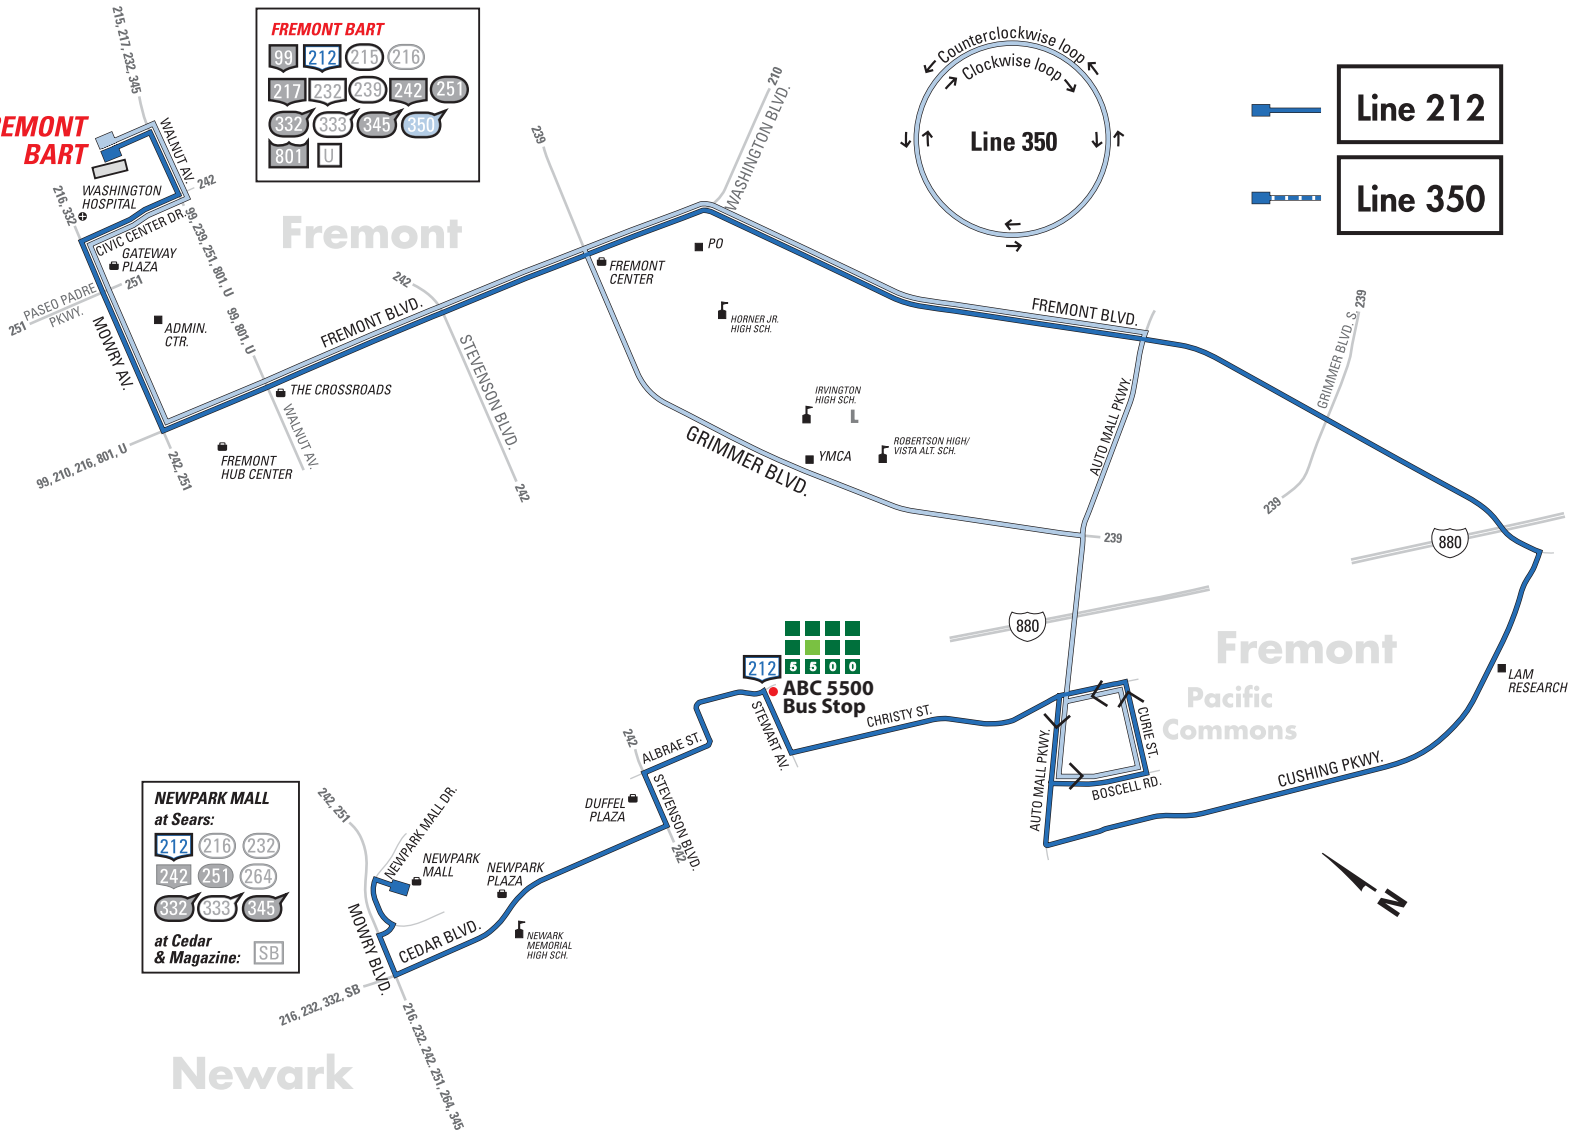 215, 217, 232, 345
EMONT
BART
WASHINGTON
HOSPITAL
WALNUT AV.
242
216, 332
CIVIC CENTER DR.
GATEWAY
PLAZA
251
PASEO PADRE
PKWY.
251
99, 239, 251, 801, U
99, 801, U
ADMIN.
CTR.
MOWRY AV.
99, 210, 216, 801, U
242, 251
FREMONT
HUB CENTER
THE CROSSROADS
WALNUT AV.
FREMONT BART
99 212 215 216
217 232 239 242 251
332 333 345 350
801 U
Fremont
FREMONT BLVD.
242
STEVENSON BLVD.
242
239
FREMONT
CENTER
PO
210
WASHINGTON BLVD.
HORNER JR.
HIGH SCH.
IRVINGTON
HIGH SCH.
L
YMCA
ROBERTSON HIGH/
VISTA ALT. SCH.
GRIMMER BLVD.
239
FREMONT BLVD.
AUTO MALL PKWY.
Counterclockwise loop
Clockwise loop
Line 350
Line 212
Line 350
239
GRIMMER BLVD. S.
239
880
880
Fremont
Pacific
Commons
LAM
RESEARCH
CUSHING PKWY.
CURIE ST.
BOSCELL RD.
AUTO MALL PKWY.
CHRISTY ST.
212
5 5 0 0
ABC 5500
Bus Stop
STEWART AV.
ALBRAE ST.
242
STEVENSON BLVD.
242
DUFFEL
PLAZA
NEWPARK MALL
at Sears:
212 216 232
242 251 264
332 333 345
at Cedar
& Magazine: SB
242, 251
NEWPARK MALL DR.
NEWPARK
MALL
NEWPARK
PLAZA
NEWARK
MEMORIAL
HIGH SCH.
CEDAR BLVD.
MOWRY BLVD.
216, 232, 332, SB
216. 232. 242. 251, 264, 345
Newark
N